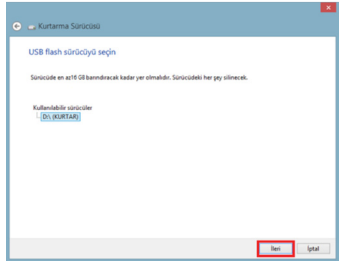 Kurtarma Sürücüsü
USB flash sürücüyü seçin
Sürücüde en az16 GB barındıracak kadar yer olmalıdır. Sürücüdeki her şey silinecek.
Kullanılabilir sürücüler
D:\ (KURTAR)
İleri
İptal